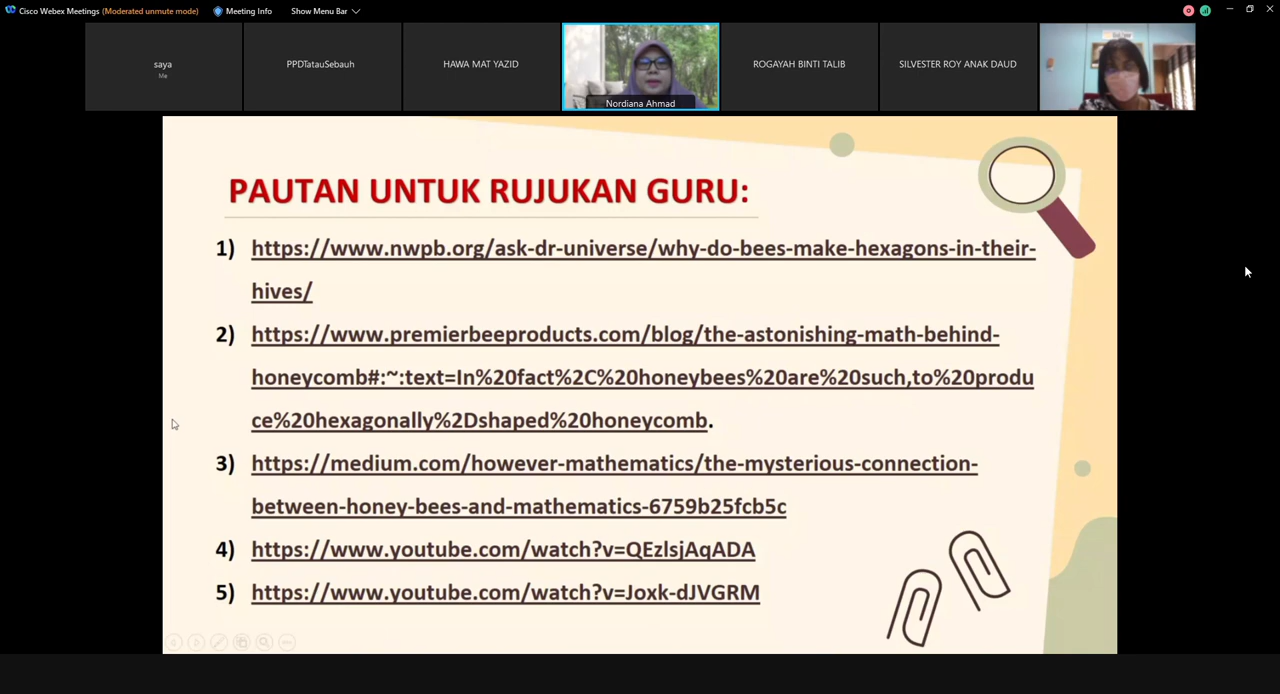 Cisco Webex Meetings (Moderated unmute mode) Meeting Info Show Menu Bar
saya
Me
PPDTatauSebauh
HAWA MAT YAZID
Nordiana Ahmad
ROGAYAH BINTI TALIB
SILVESTER ROY ANAK DAUD
PAUTAN UNTUK RUJUKAN GURU:
1) https://www.nwpb.org/ask-dr-universe/why-do-bees-make-hexagons-in-their-
hives/
2) https://www.premierbeeproducts.com/blog/the-astonishing-math-behind-
honeycomb#:~:text=In%20fact%2C%20honeybees%20are%20such,to%20produ
ce%20hexagonally%2Dshaped%20honeycomb.
3) https://medium.com/however-mathematics/the-mysterious-connection-
between-honey-bees-and-mathematics-6759b25fcb5c
4) https://www.youtube.com/watch?v=QEzlsjAqADA
5) https://www.youtube.com/watch?v=Joxk-dJVGRM